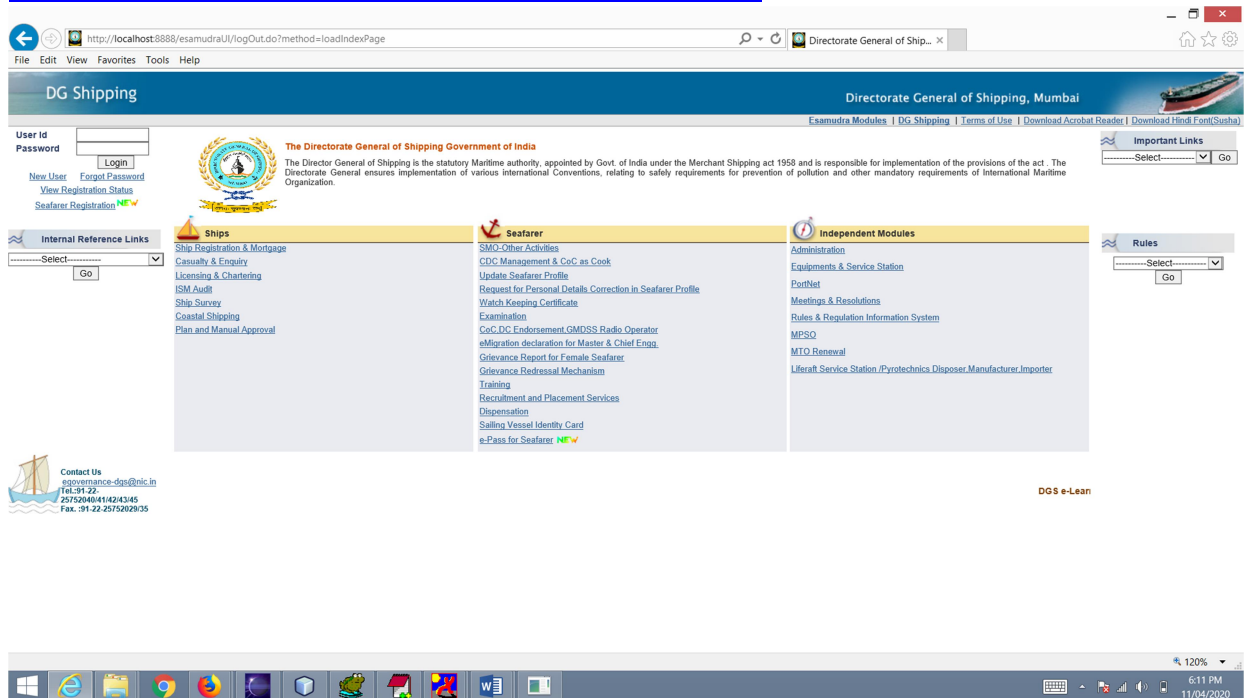 http://localhost:8888/esamudraUI/logOut.do?method=loadIndexPage
Directorate General of Ship... ×
File Edit View Favorites Tools Help
DG Shipping
Directorate General of Shipping, Mumbai
Esamudra Modules | DG Shipping | Terms of Use | Download Acrobat Reader | Download Hindi Font(Susha)
User Id
Password
Login
New User Forgot Password
View Registration Status
Seafarer Registration NEW
The Directorate General of Shipping Government of India
The Director General of Shipping is the statutory Maritime authority, appointed by Govt. of India under the Merchant Shipping act 1958 and is responsible for implementation of the provisions of the act . The
Directorate General ensures implementation of various international Conventions, relating to safely requirements for prevention of pollution and other mandatory requirements of International Maritime
Organization.
Important Links
----------Select---------- Go
Internal Reference Links
----------Select----------
Go
Ships
Ship Registration & Mortgage
Casualty & Enquiry
Licensing & Chartering
ISM Audit
Ship Survey
Coastal Shipping
Plan and Manual Approval
Seafarer
SMO-Other Activities
CDC Management & CoC as Cook
Update Seafarer Profile
Request for Personal Details Correction in Seafarer Profile
Watch Keeping Certificate
Examination
CoC,DC Endorsement,GMDSS Radio Operator
eMigration declaration for Master & Chief Engg.
Grievance Report for Female Seafarer
Grievance Redressal Mechanism
Training
Recruitment and Placement Services
Dispensation
Sailing Vessel Identity Card
e-Pass for Seafarer NEW
Independent Modules
Administration
Equipments & Service Station
PortNet
Meetings & Resolutions
Rules & Regulation Information System
MPSO
MTO Renewal
Liferaft Service Station /Pyrotechnics Disposer,Manufacturer,Importer
Rules
----------Select----------
Go
Contact Us
egovernance-dgs@nic.in
Tel.:91-22-
25752040/41/42/43/45
Fax. :91-22-25752029/35
DGS e-Learn
120%
6:11 PM
11/04/2020